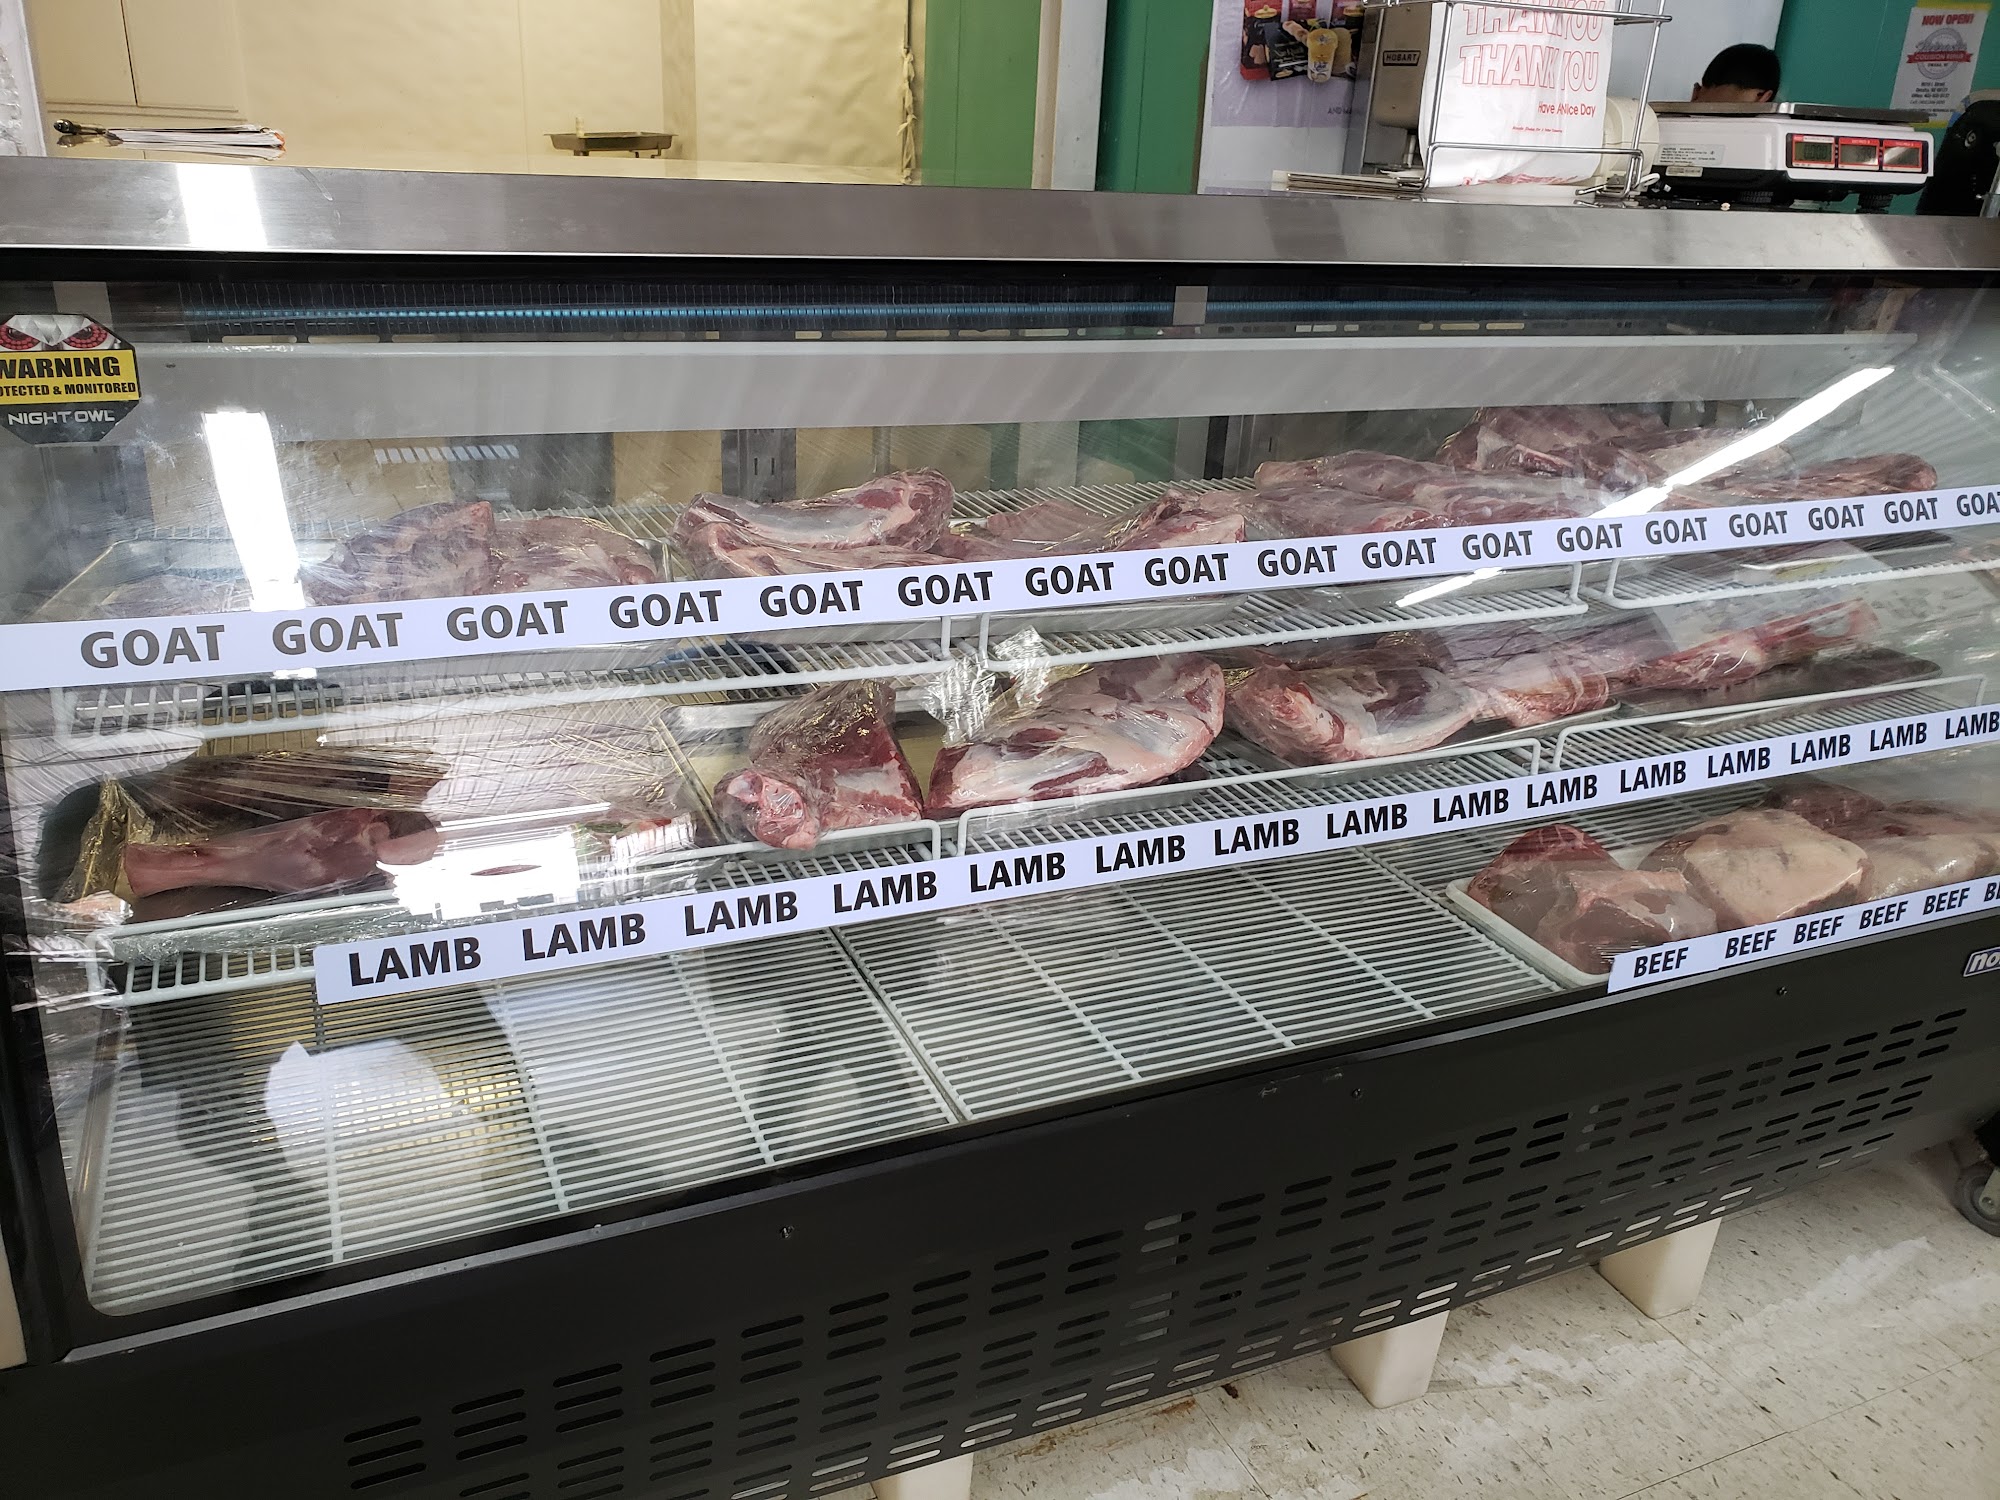 THANK YOU
THANK YOU
Have A Nice Day
HOBART
NOW OPEN!
WARNING
& MONITORED
NIGHT OWL
GOAT GOAT GOAT GOAT GOAT GOAT GOAT GOAT GOAT GOAT GOAT GOAT GOAT GOAT GOAT GOAT GOAT
LAMB LAMB LAMB LAMB LAMB LAMB LAMB LAMB LAMB LAMB LAMB LAMB LAMB LAMB LAMB
BEEF BEEF BEEF BEEF BEEF